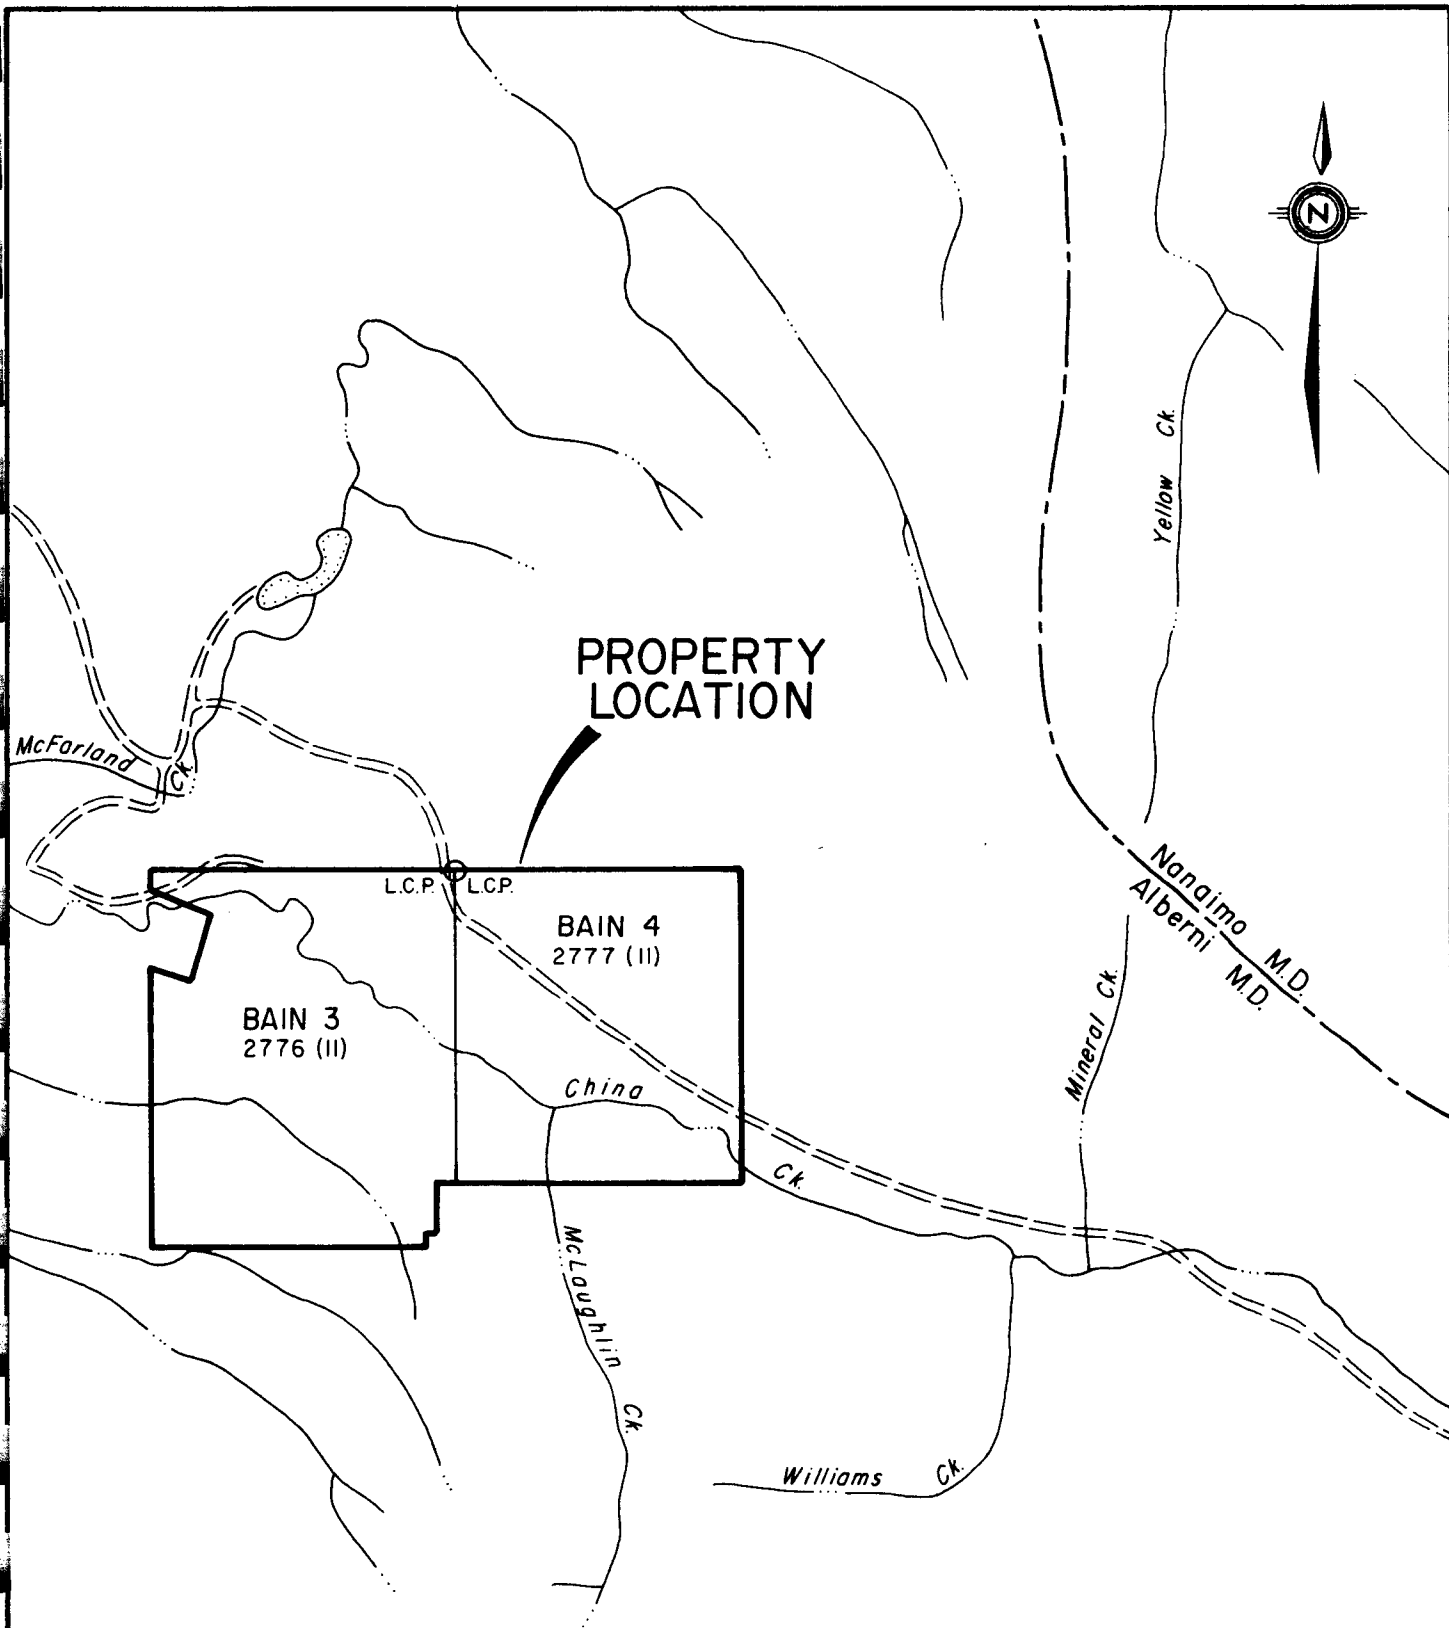 N
Yellow Ck.
PROPERTY
LOCATION
McFarland Ck.
L.C.P. L.C.P.
BAIN 4
2777 (11)
Nanaimo M.D.
Alberni M.D.
BAIN 3
2776 (11)
Mineral Ck.
China Ck.
McLaughlin Ck.
Williams Ck.